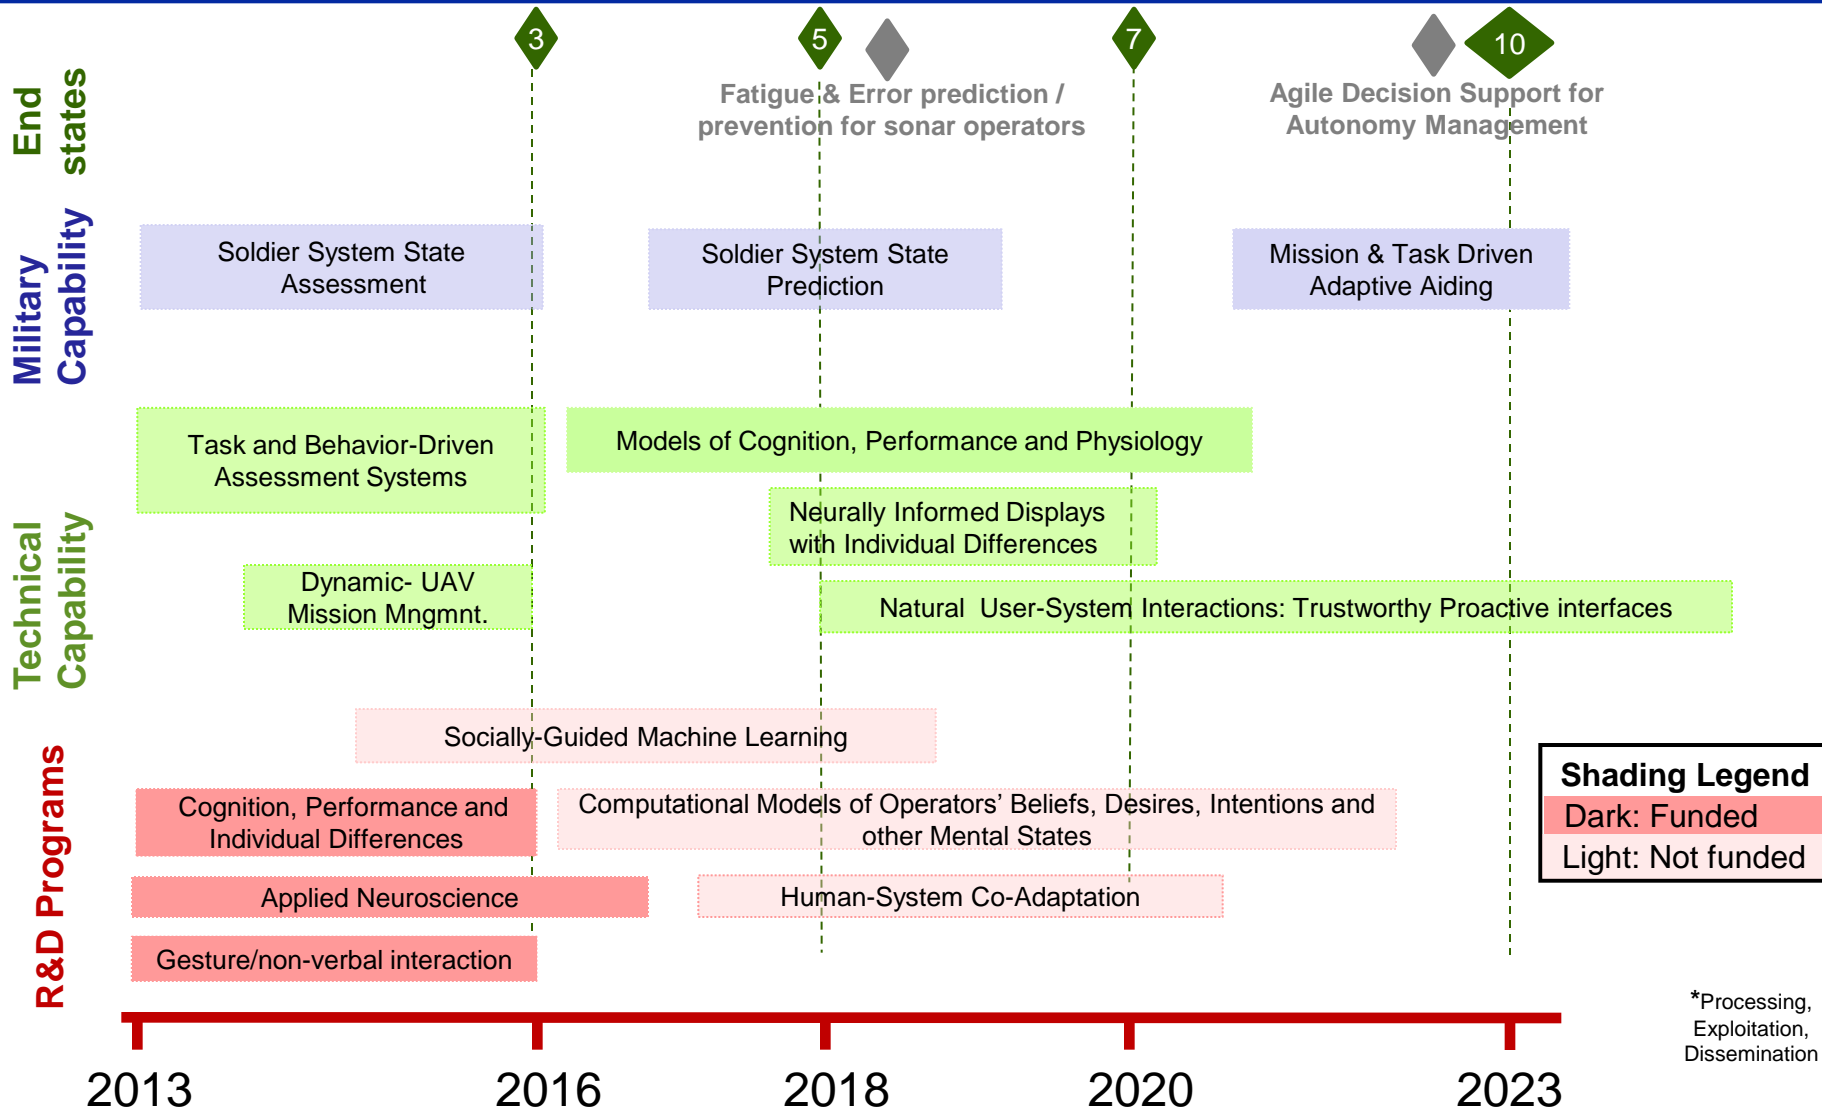 3
5
7
10
End
states
Fatigue & Error prediction /
prevention for sonar operators
Agile Decision Support for
Autonomy Management
Military
Capability
Soldier System State
Assessment
Soldier System State
Prediction
Mission & Task Driven
Adaptive Aiding
Technical
Capability
Task and Behavior-Driven
Assessment Systems
Models of Cognition, Performance and Physiology
Neurally Informed Displays
with Individual Differences
Dynamic- UAV
Mission Mngmnt.
Natural  User-System Interactions: Trustworthy Proactive interfaces
R&D Programs
Socially-Guided Machine Learning
Cognition, Performance and
Individual Differences
Computational Models of Operators’ Beliefs, Desires, Intentions and
other Mental States
Applied Neuroscience
Human-System Co-Adaptation
Gesture/non-verbal interaction
Shading Legend
Dark: Funded
Light: Not funded
*Processing,
Exploitation,
Dissemination
2013
2016
2018
2020
2023